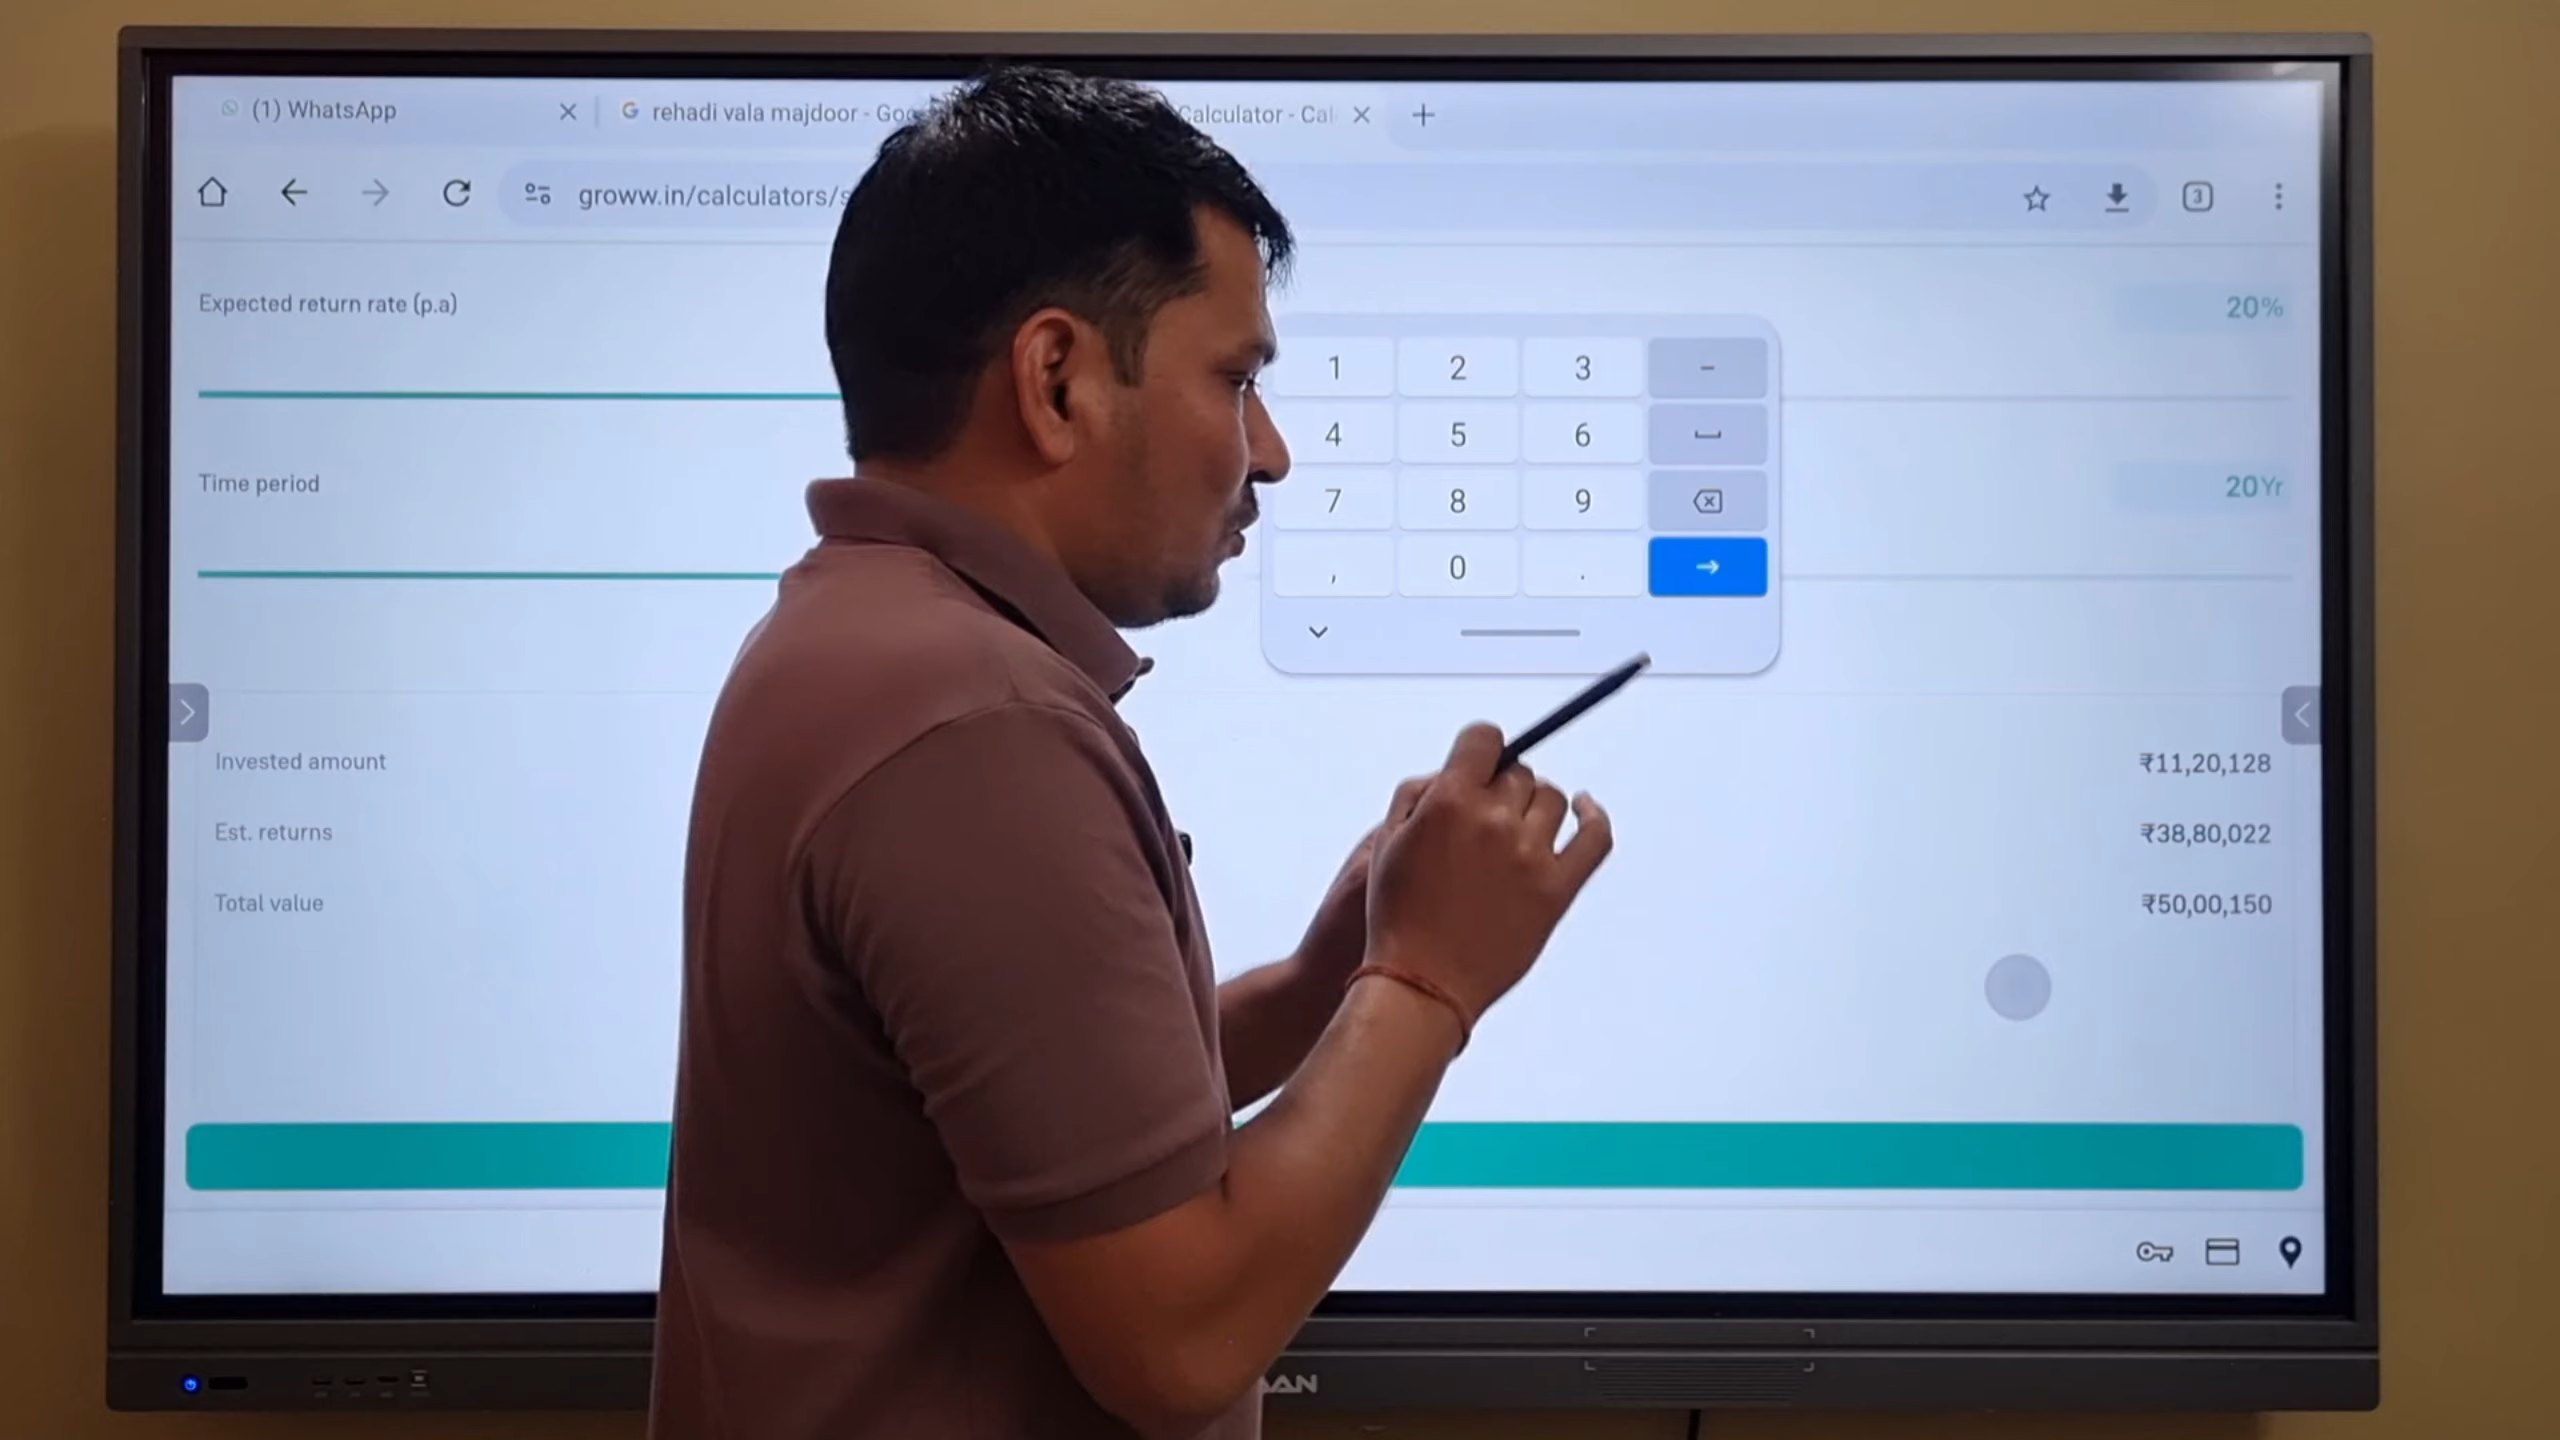 (1) WhatsApp
rehadi vala majdoor - Goo
Calculator - Cal
groww.in/calculators/s
3
Expected return rate (p.a)
20%
1 2 3 -
4 5 6
7 8 9
, 0 .
Time period
20Yr
Invested amount
₹11,20,128
Est. returns
₹38,80,022
Total value
₹50,00,150